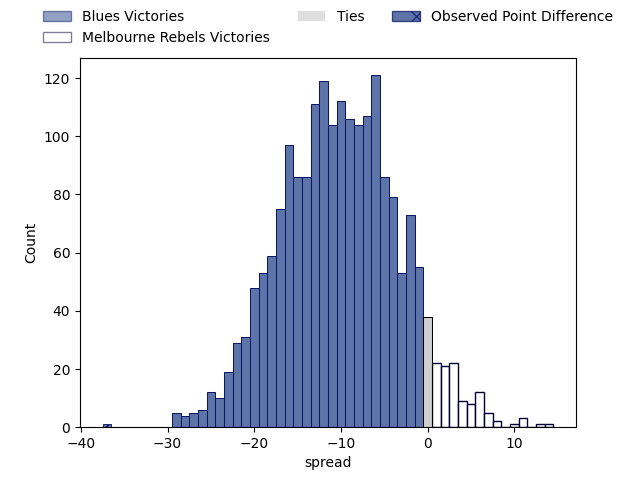 Blues Victories
Ties
Observed Point Difference
Melbourne Rebels Victories
120
100
80
60
40
20
0
Count
−40
−30
−20
−10
0
10
spread